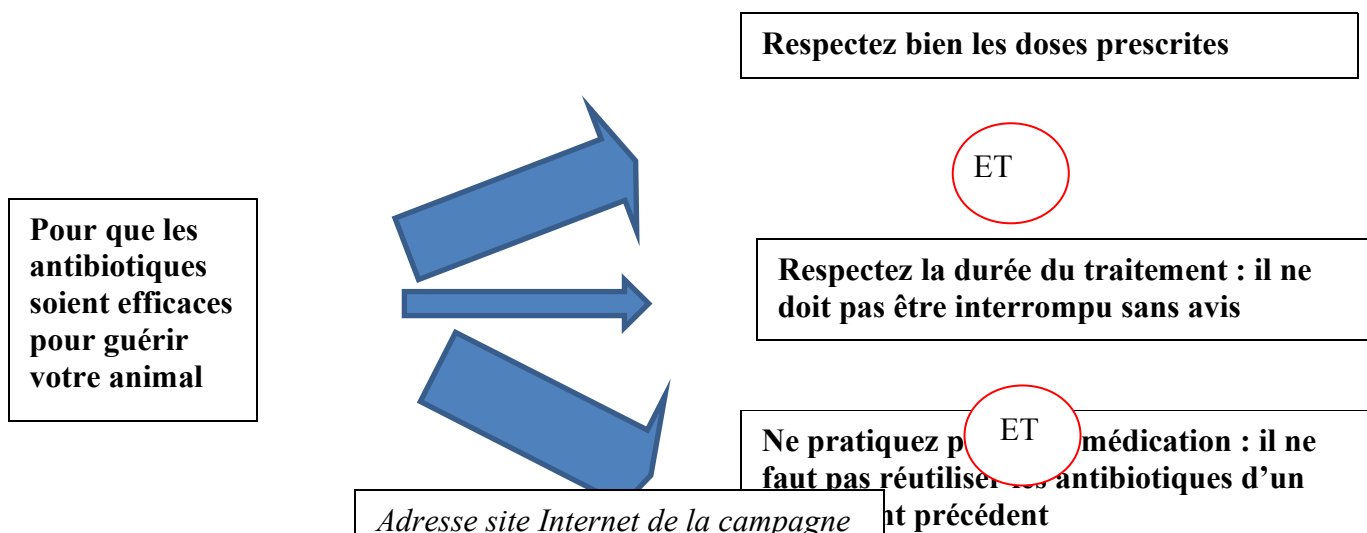 Respectez bien les doses prescrites
ET
Pour que les
antibiotiques
soient efficaces
pour guérir
votre animal
Respectez la durée du traitement : il ne
doit pas être interrompu sans avis
ET
Ne pratiquez médication : il ne
faut pas réutiliser antibiotiques d’un
précédent
Adresse site Internet de la campagne